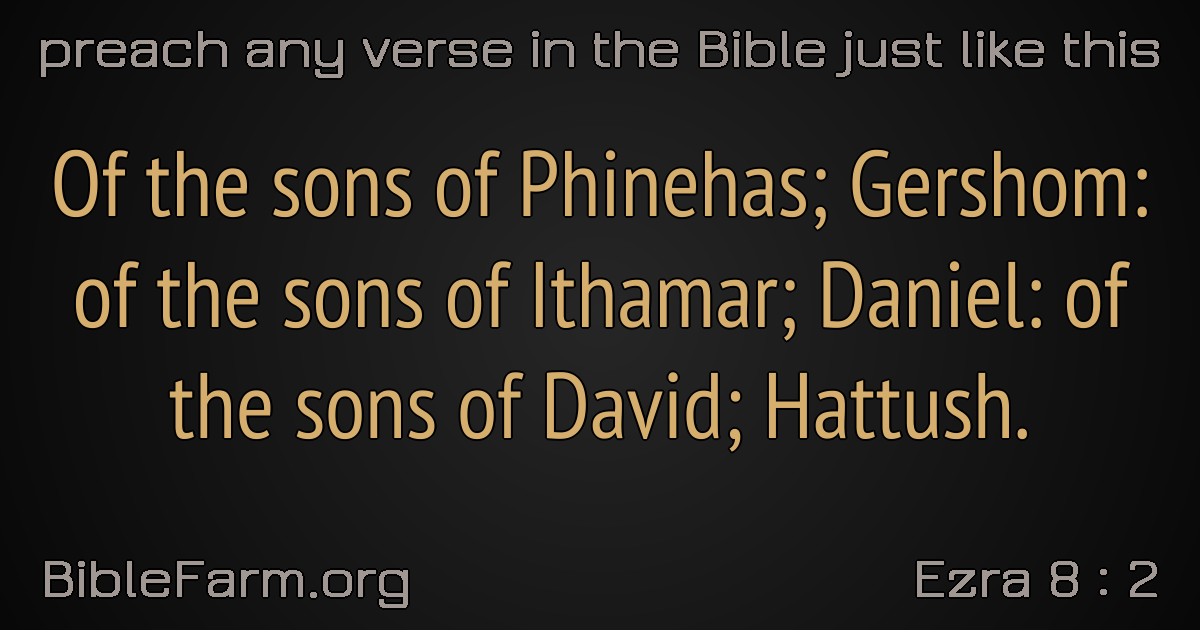 preach any verse in the Bible just like this
Of the sons of Phinehas; Gershom:
of the sons of Ithamar; Daniel: of
the sons of David; Hattush.
BibleFarm.org
Ezra 8 : 2